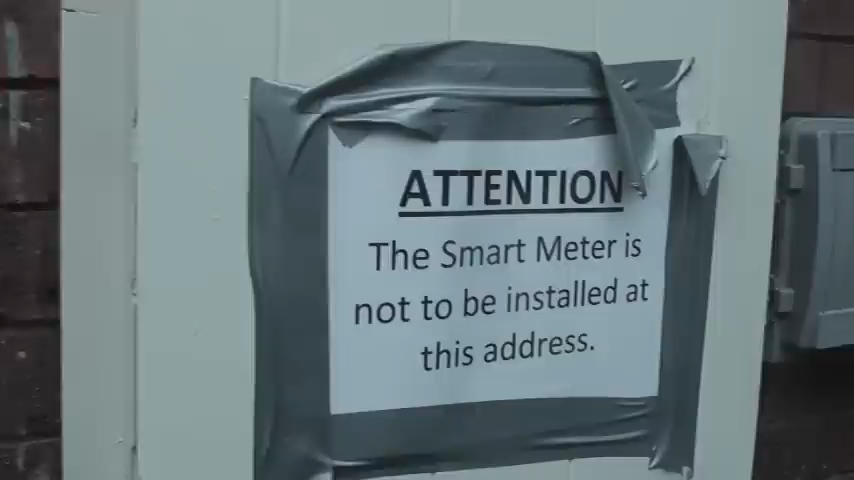 ATTENTION
The Smart Meter is
not to be installed at
this address.